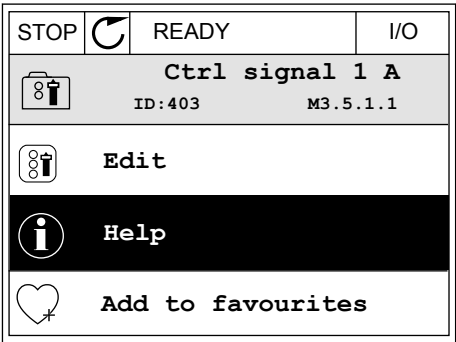 STOP READY I/O
Ctrl signal 1 A
ID:403 M3.5.1.1
Edit
Help
Add to favourites